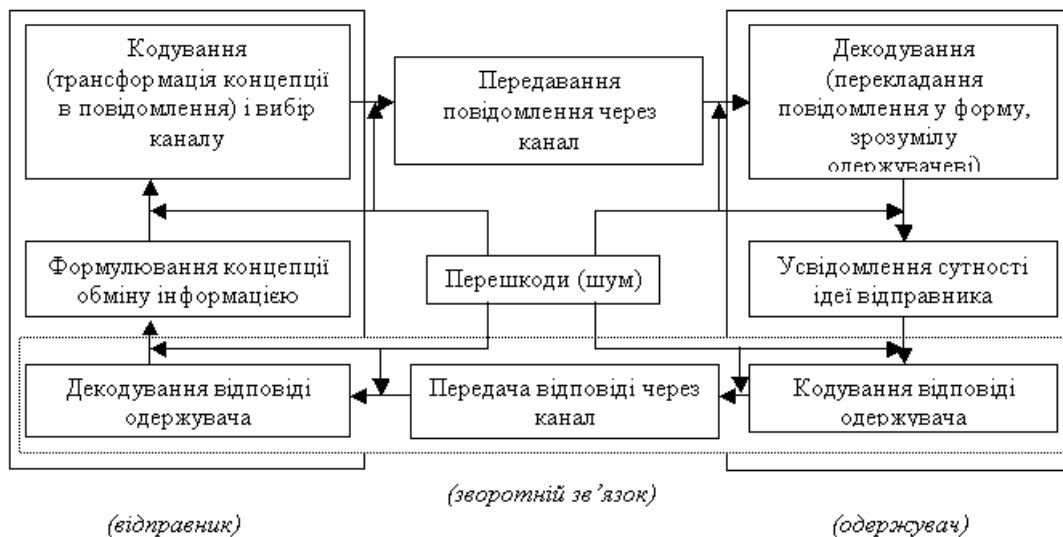 Кодування
(трансформація концепції
в повідомлення) і вибір
каналу
Передавання
повідомлення через
канал
Декодування
(перекладання
повідомлення у форму,
зрозумілу
одержувачеві)
Формулювання концепції
обміну інформацією
Перешкоди (шум)
Усвідомлення сутності
ідеї відправника
Декодування відповіді
одержувача
Передача відповіді через
канал
Кодування відповіді
одержувача
(зворотній зв’язок)
(відправник)
(одержувач)